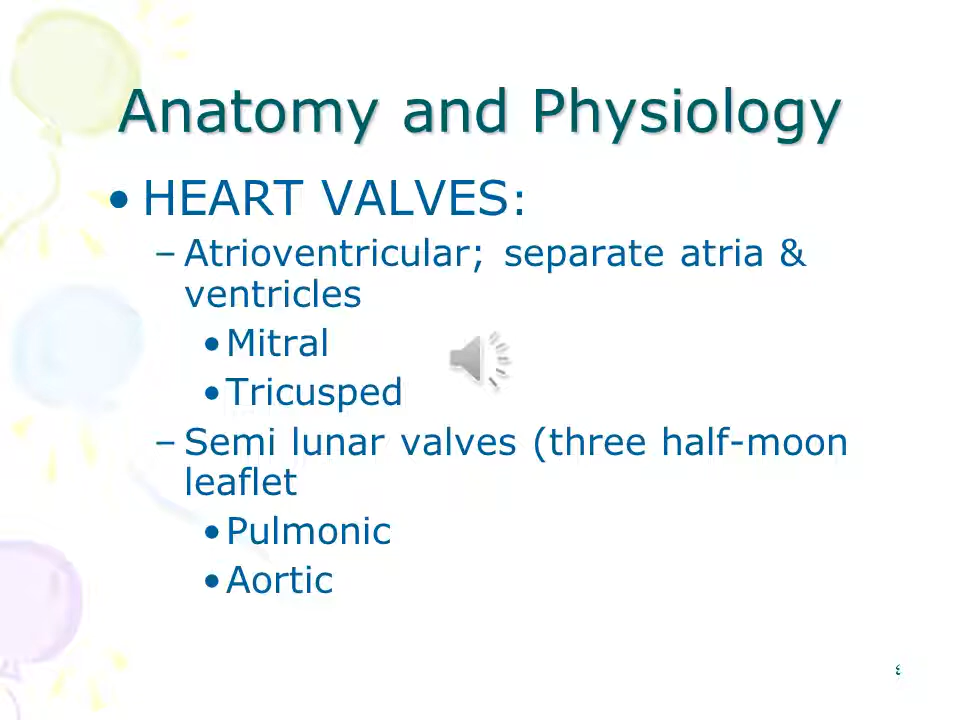 Anatomy and Physiology
• HEART VALVES:
– Atrioventricular; separate atria &
ventricles
• Mitral
• Tricusped
– Semi lunar valves (three half-moon
leaflet
• Pulmonic
• Aortic
٤